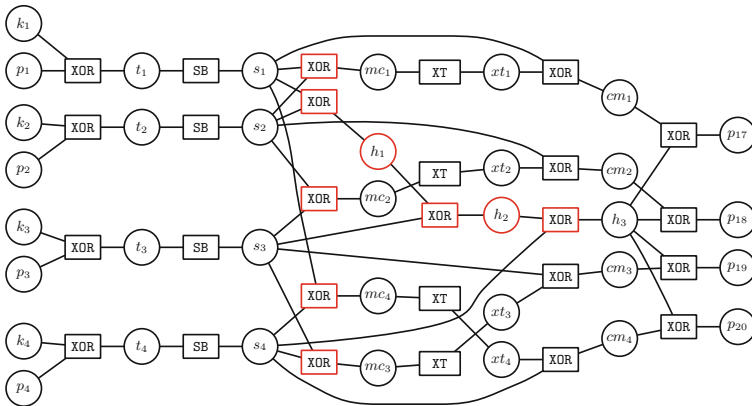 k1
p1 XOR t1 SB s1 XOR mc1 XT xt1 XOR cm1
XOR
k2 XOR t2 SB s2 XOR p17
p2 h1
XOR mc2 XT xt2 XOR cm2
k3 XOR h2 XOR h3 XOR p18
XOR t3 SB s3
p3 XOR cm3 XOR p19
XOR mc4 XT xt3
k4 XOR p20
XOR t4 SB s4 cm4
p4 XOR mc3 XT xt4 XOR